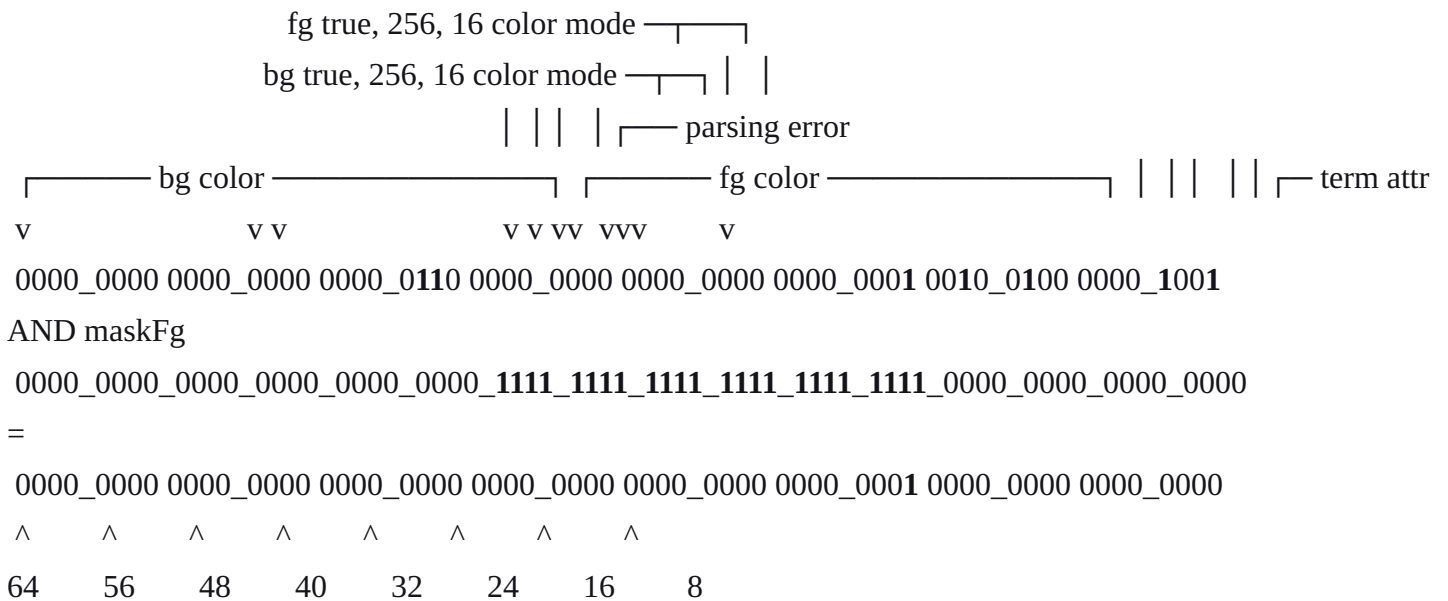 fg true, 256, 16 color mode ─┬──┐
bg true, 256, 16 color mode ─┬─┐│ │
│ ││ │┌── parsing error
┌───── bg color ────────────┐ ┌───── fg color ────────────┐ │ ││ ││┌─ term attr
v v v v v vv vvv v
0000_0000 0000_0000 0000_0110 0000_0000 0000_0000 0000_0001 0010_0100 0000_1001
AND maskFg
0000_0000_0000_0000_0000_0000_1111_1111_1111_1111_1111_1111_0000_0000_0000_0000
=
0000_0000 0000_0000 0000_0000 0000_0000 0000_0000 0000_0001 0000_0000 0000_0000
^ ^ ^ ^ ^ ^ ^ ^
64 56 48 40 32 24 16 8